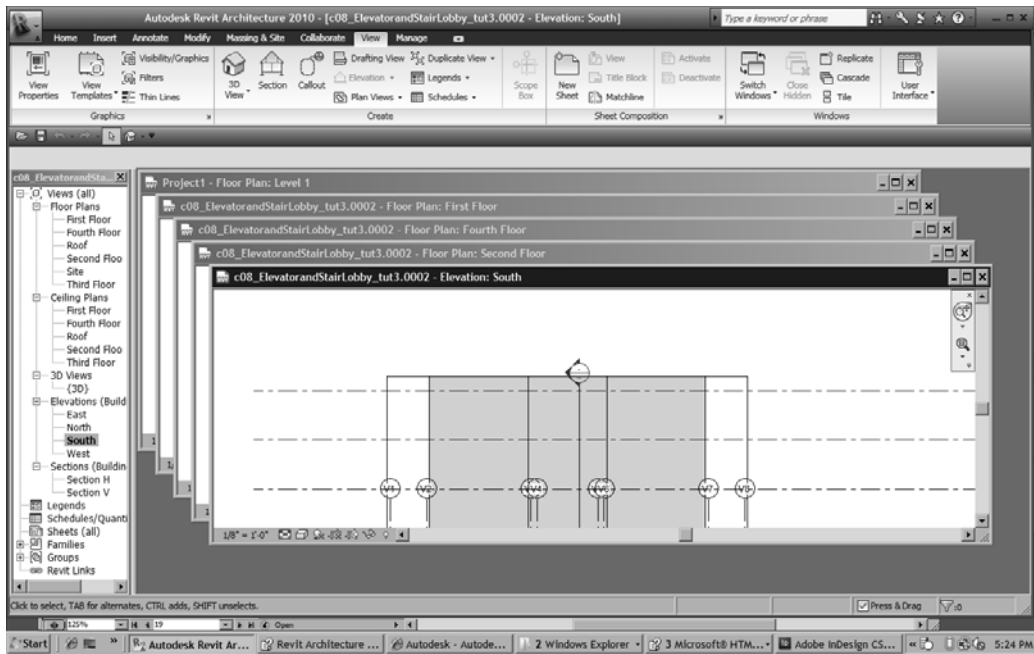 Autodesk Revit Architecture 2010 - [c08_ElevatorandStairLobby_tut3.0002 - Elevation: South]
Type a keyword or phrase
Home Insert Annotate Modify Massing & Site Collaborate View Manage
View Properties
View Templates
Visibility/Graphics
Filters
Thin Lines
3D View
Section
Callout
Drafting View
Duplicate View
Elevation
Legends
Plan Views
Schedules
Scope Box
New Sheet
View
Title Block
Matchline
Activate
Deactivate
Switch Windows
Close Hidden
Replicate
Cascade
Tile
User Interface
Graphics
Create
Sheet Composition
Windows
c08_ElevatorandSta...
Views (all)
Floor Plans
First Floor
Fourth Floor
Roof
Second Floo
Site
Third Floor
Ceiling Plans
First Floor
Fourth Floor
Roof
Second Floo
Third Floor
3D Views
{3D}
Elevations (Build
East
North
South
West
Sections (Buildin
Section H
Section V
Legends
Schedules/Quanti
Sheets (all)
Families
Groups
Revit Links
Project1 - Floor Plan: Level 1
c08_ElevatorandStairLobby_tut3.0002 - Floor Plan: First Floor
c08_ElevatorandStairLobby_tut3.0002 - Floor Plan: Fourth Floor
c08_ElevatorandStairLobby_tut3.0002 - Floor Plan: Second Floor
c08_ElevatorandStairLobby_tut3.0002 - Elevation: South
V2 V4 V7
1/8" = 1'-0"
Click to select, TAB for alternates, CTRL adds, SHIFT unselects.
Press & Drag
:0
125%
19
Open
Start
Autodesk Revit Ar...
Revit Architecture ...
Autodesk - Autode...
2 Windows Explorer
3 Microsoft® HTM...
Adobe InDesign CS...
5:24 PM